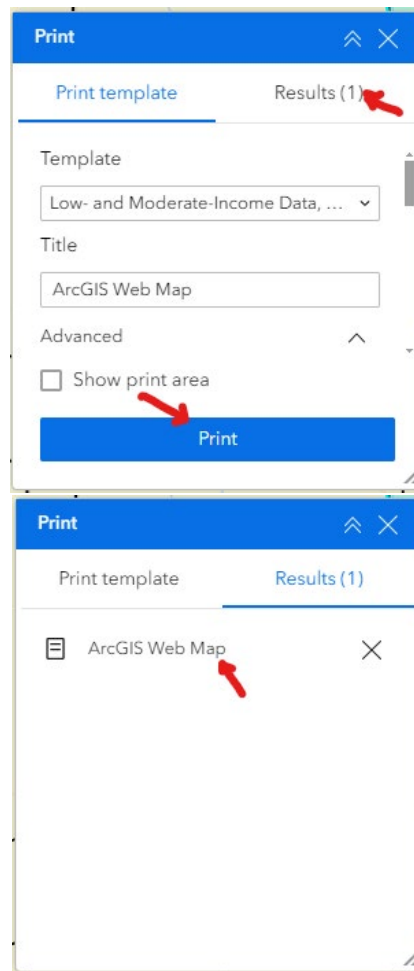 Print
Print template Results (1)
Template
Low- and Moderate-Income Data, ...
Title
ArcGIS Web Map
Advanced
Show print area
Print
Print
Print template Results (1)
ArcGIS Web Map